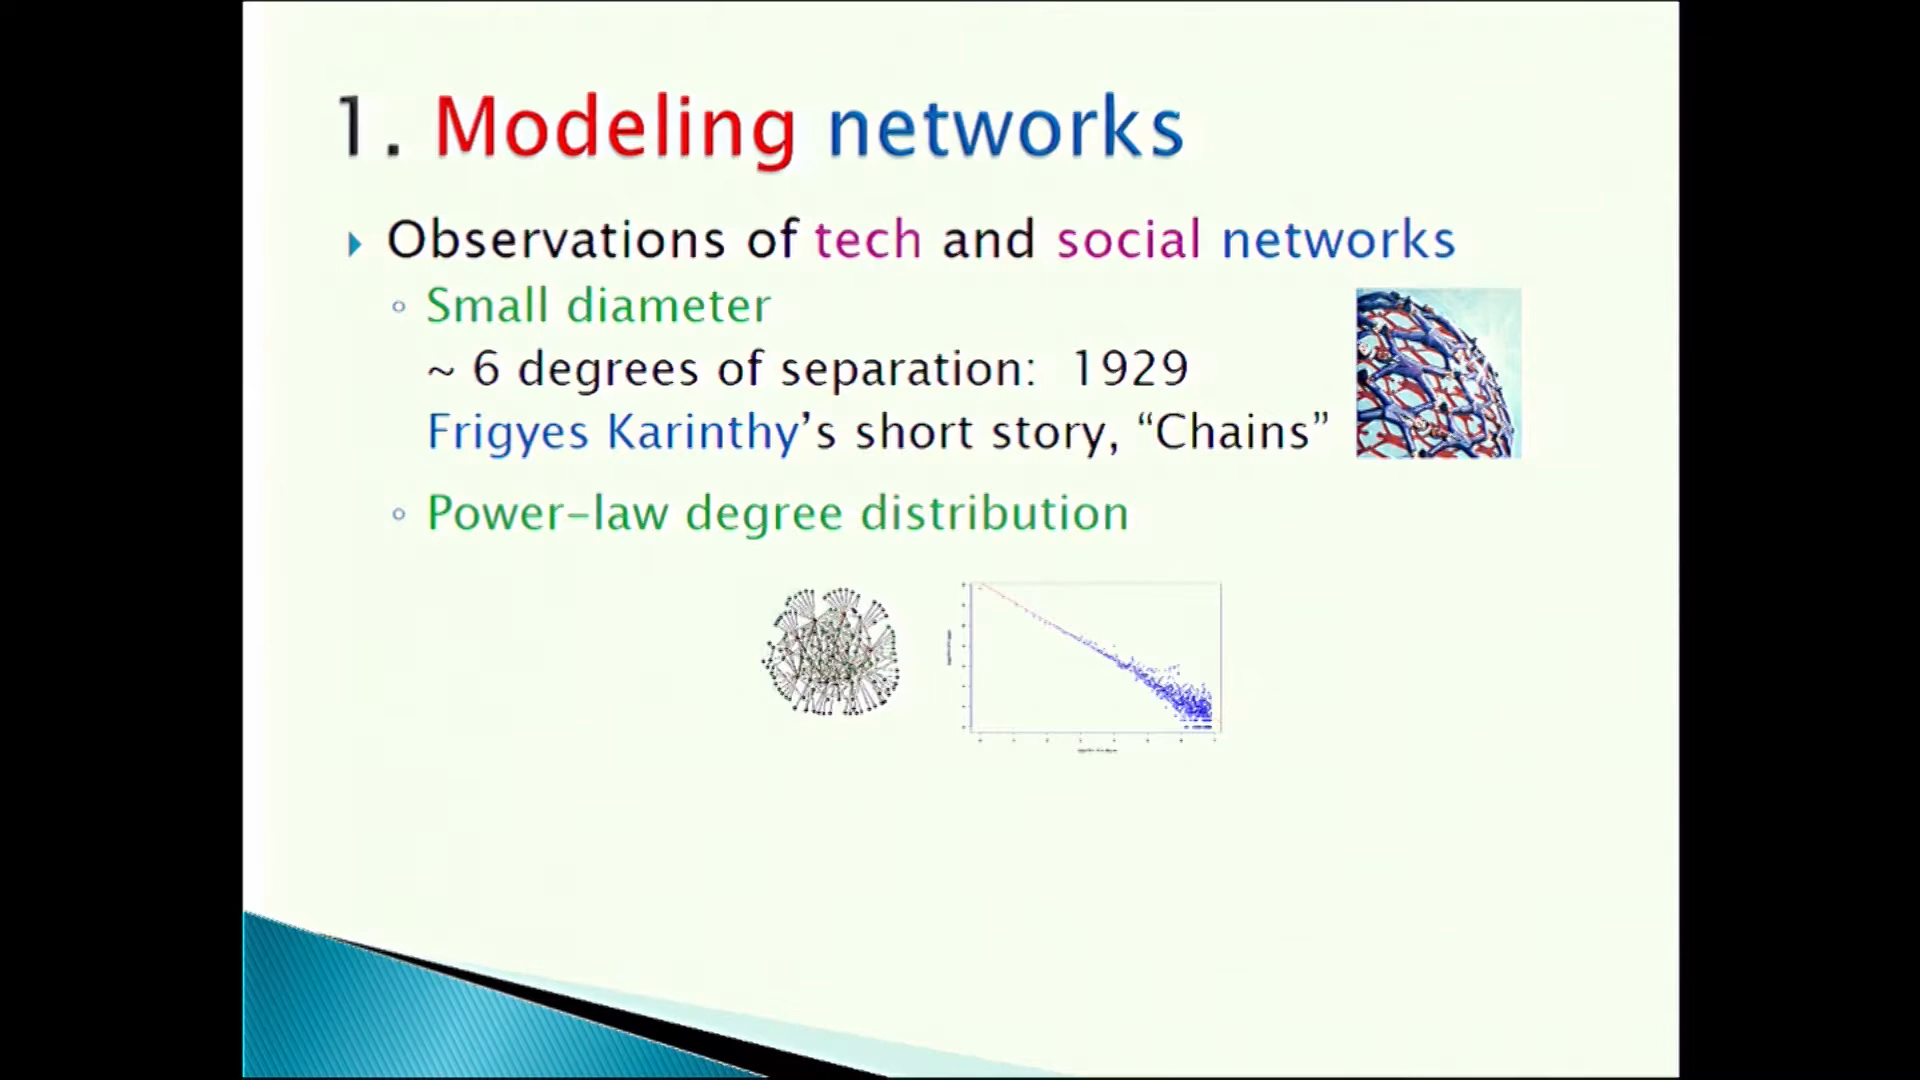 1. Modeling networks
Observations of tech and social networks
Small diameter
~ 6 degrees of separation: 1929
Frigyes Karinthy’s short story, “Chains”
Power-law degree distribution